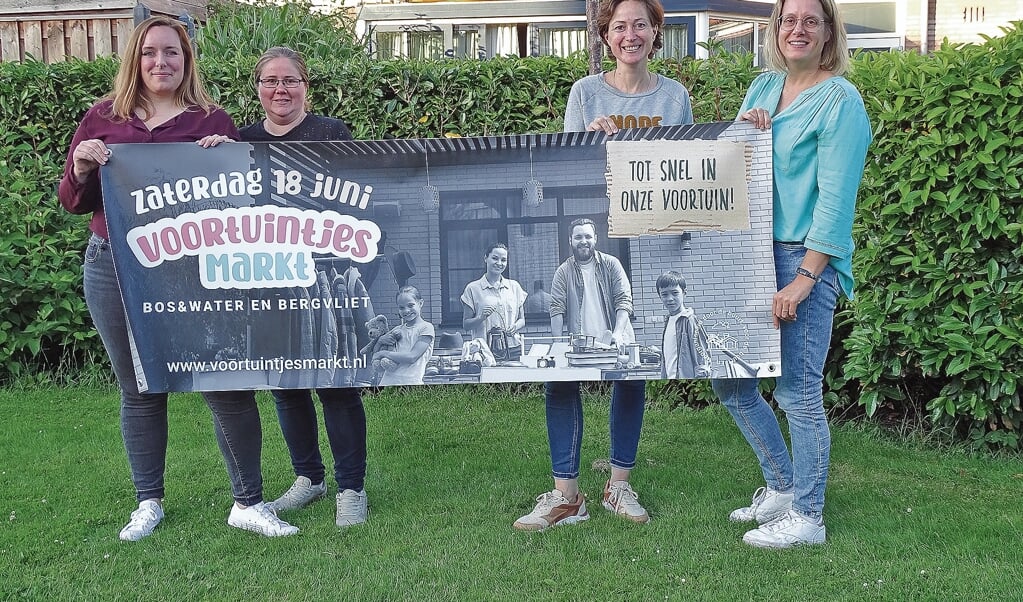 Zaterdag 18 juni
VOORtuintjes
MARKt
BOS&WATER EN BERGVLIET
www.voortuintjesmarkt.nl
TOT SNEL IN
ONZE VOORTUIN!